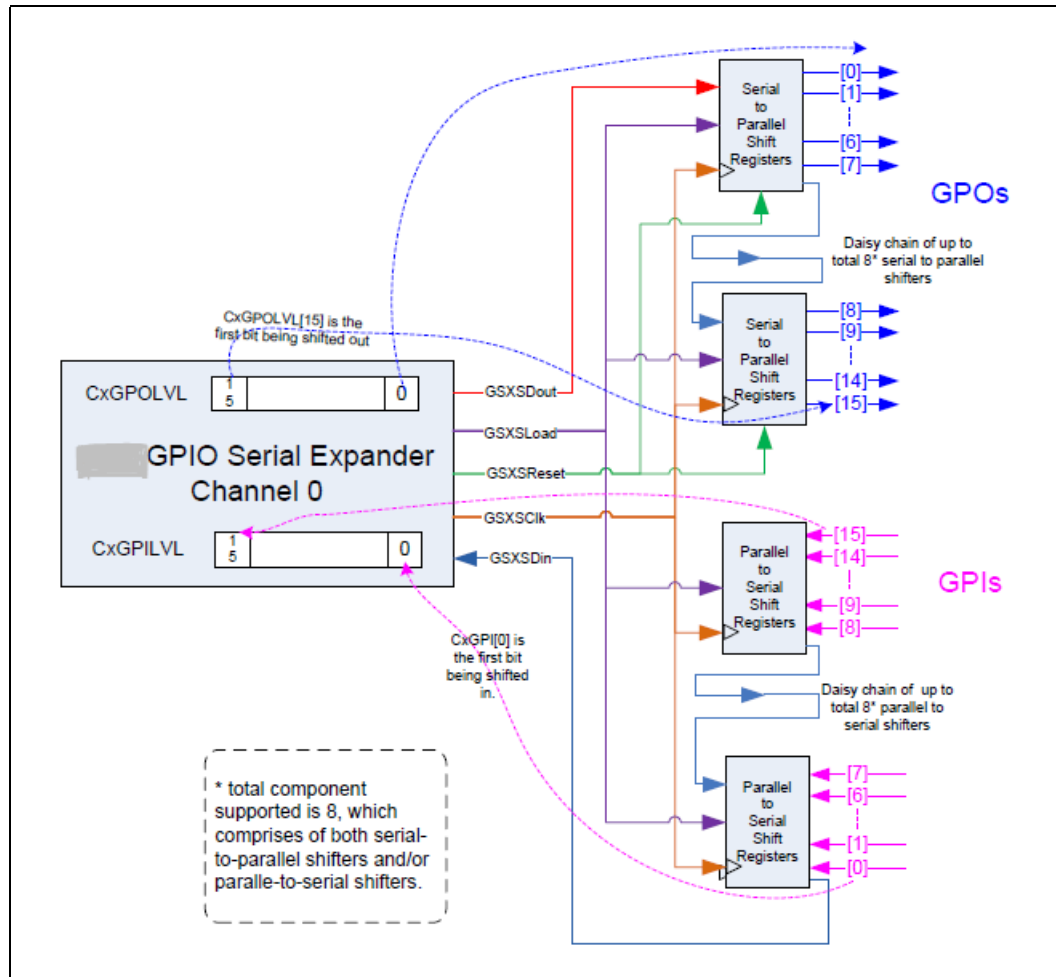 Serial
to
Parallel
Shift
Registers
[0]
[1]
[6]
[7]
GPOs
Daisy chain of up to
total 8* serial to parallel
shifters
Serial
to
Parallel
Shift
Registers
[8]
[9]
[14]
[15]
CxGPOLVL[15] is the
first bit being shifted out
CxGPOLVL
1
5
0
GPIO Serial Expander
Channel 0
CxGPILVL
1
5
0
GSXSDout
GSXSLoad
GSXSReset
GSXSClk
GSXSDin
Parallel
to
Serial
Shift
Registers
[15]
[14]
[9]
[8]
GPIs
CxGPI[0] is
the first bit
being shifted
in.
Daisy chain of up to
total 8* parallel to
serial shifters
Parallel
to
Serial
Shift
Registers
[7]
[6]
[1]
[0]
* total component
supported is 8, which
comprises of both serial-
to-parallel shifters and/or
paralle-to-serial shifters.